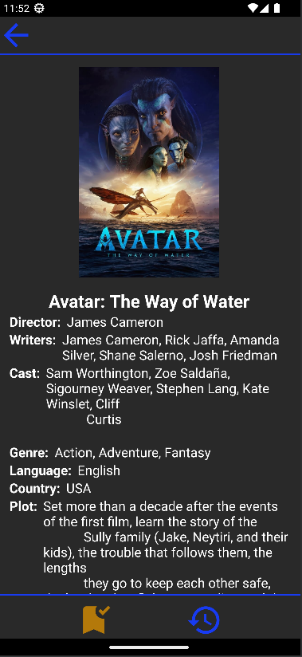 11:52
AVATAR
THE WAY OF WATER
Avatar: The Way of Water
Director: James Cameron
Writers: James Cameron, Rick Jaffa, Amanda
Silver, Shane Salerno, Josh Friedman
Cast: Sam Worthington, Zoe Saldaña,
Sigourney Weaver, Stephen Lang, Kate
Winslet, Cliff
Curtis
Genre: Action, Adventure, Fantasy
Language: English
Country: USA
Plot: Set more than a decade after the events
of the first film, learn the story of the
Sully family (Jake, Neytiri, and their
kids), the trouble that follows them, the
lengths
they go to keep each other safe,